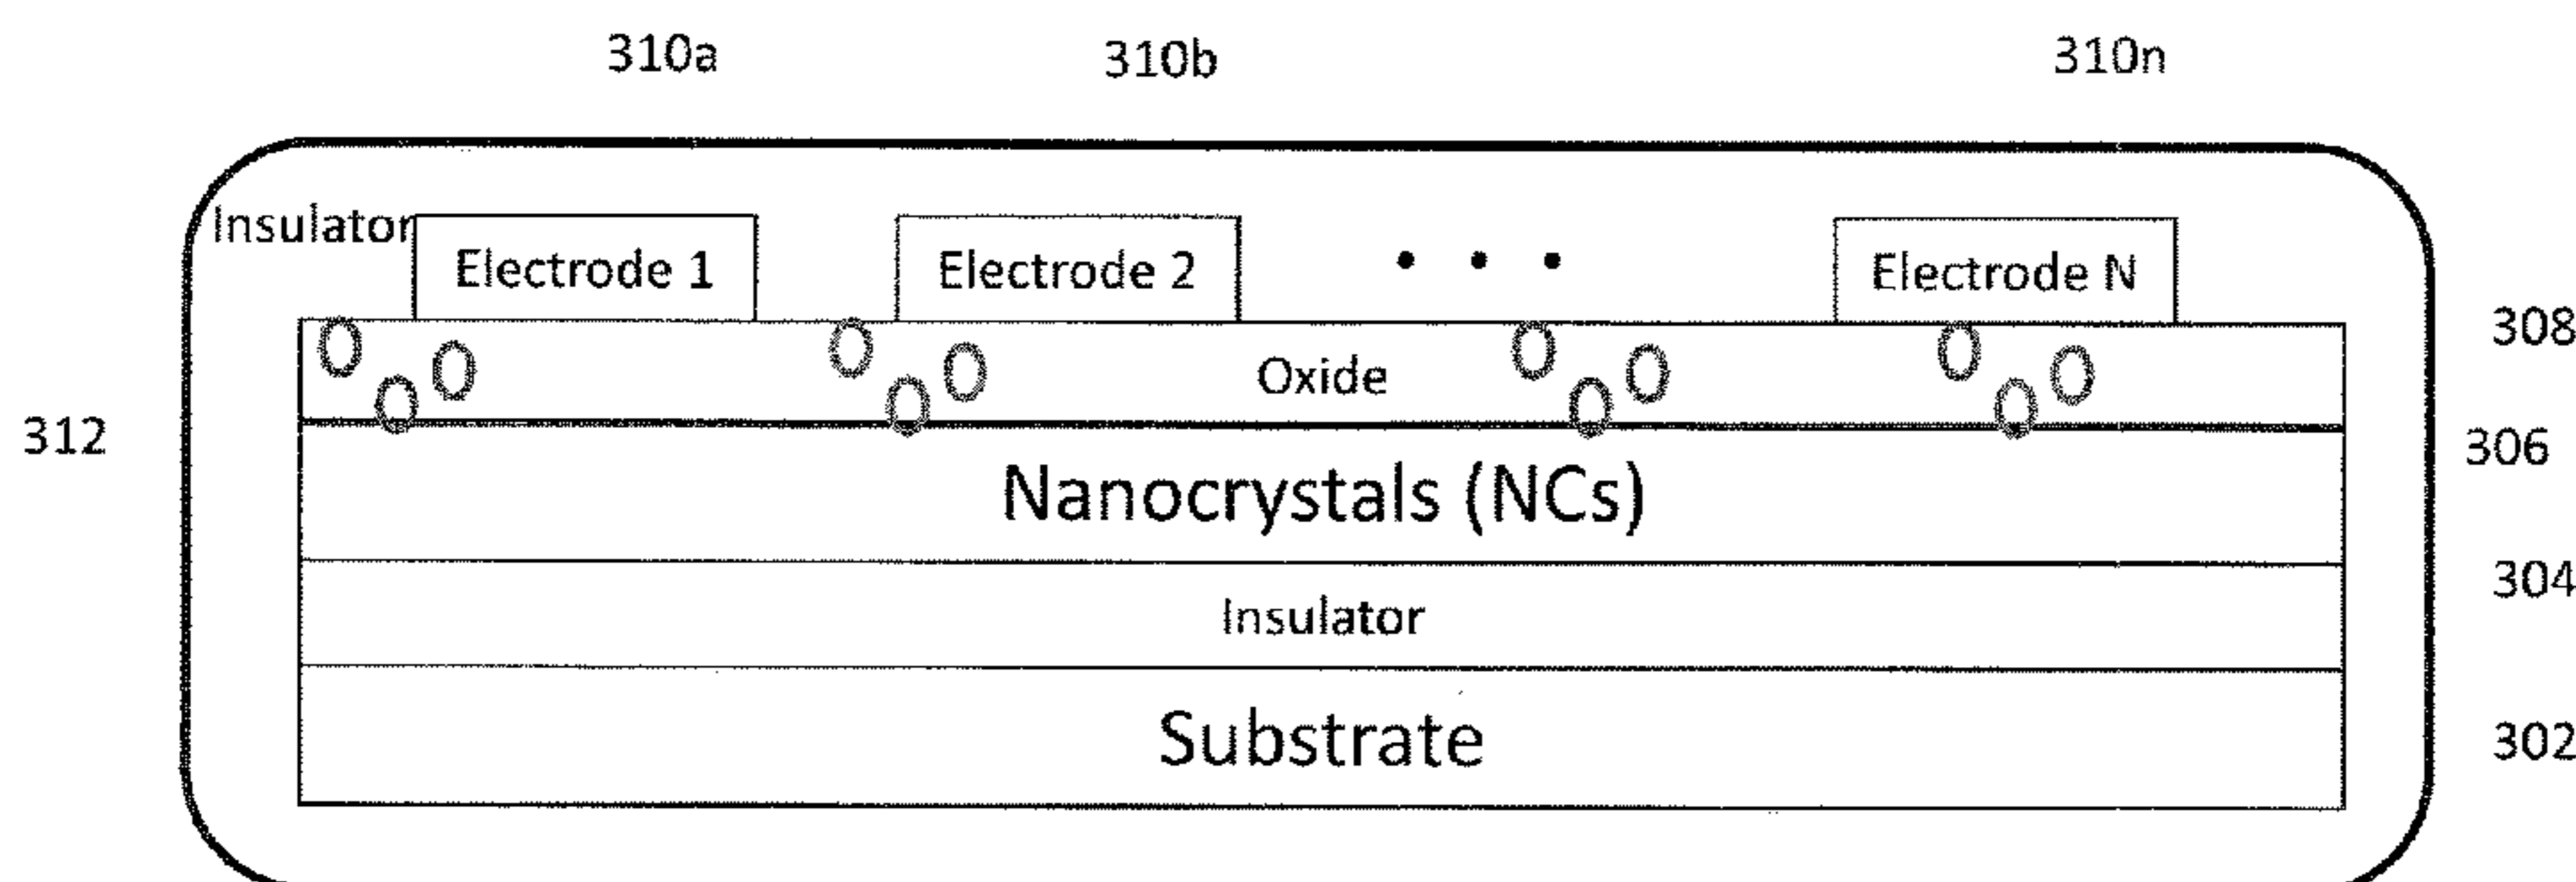 310a 310b 310n
Insulator
Electrode 1 Electrode 2 • • • Electrode N
308
Oxide
312
306
Nanocrystals (NCs)
304
Insulator
302
Substrate